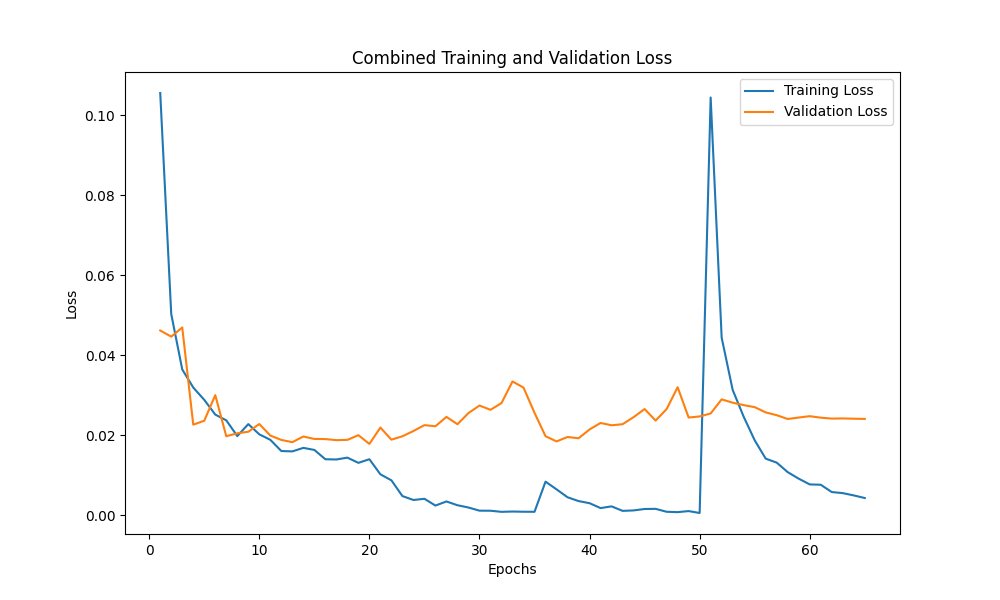 Combined Training and Validation Loss
Training Loss
Validation Loss
0.10
0.08
0.06
0.04
0.02
0.00
Loss
0 10 20 30 40 50 60
Epochs